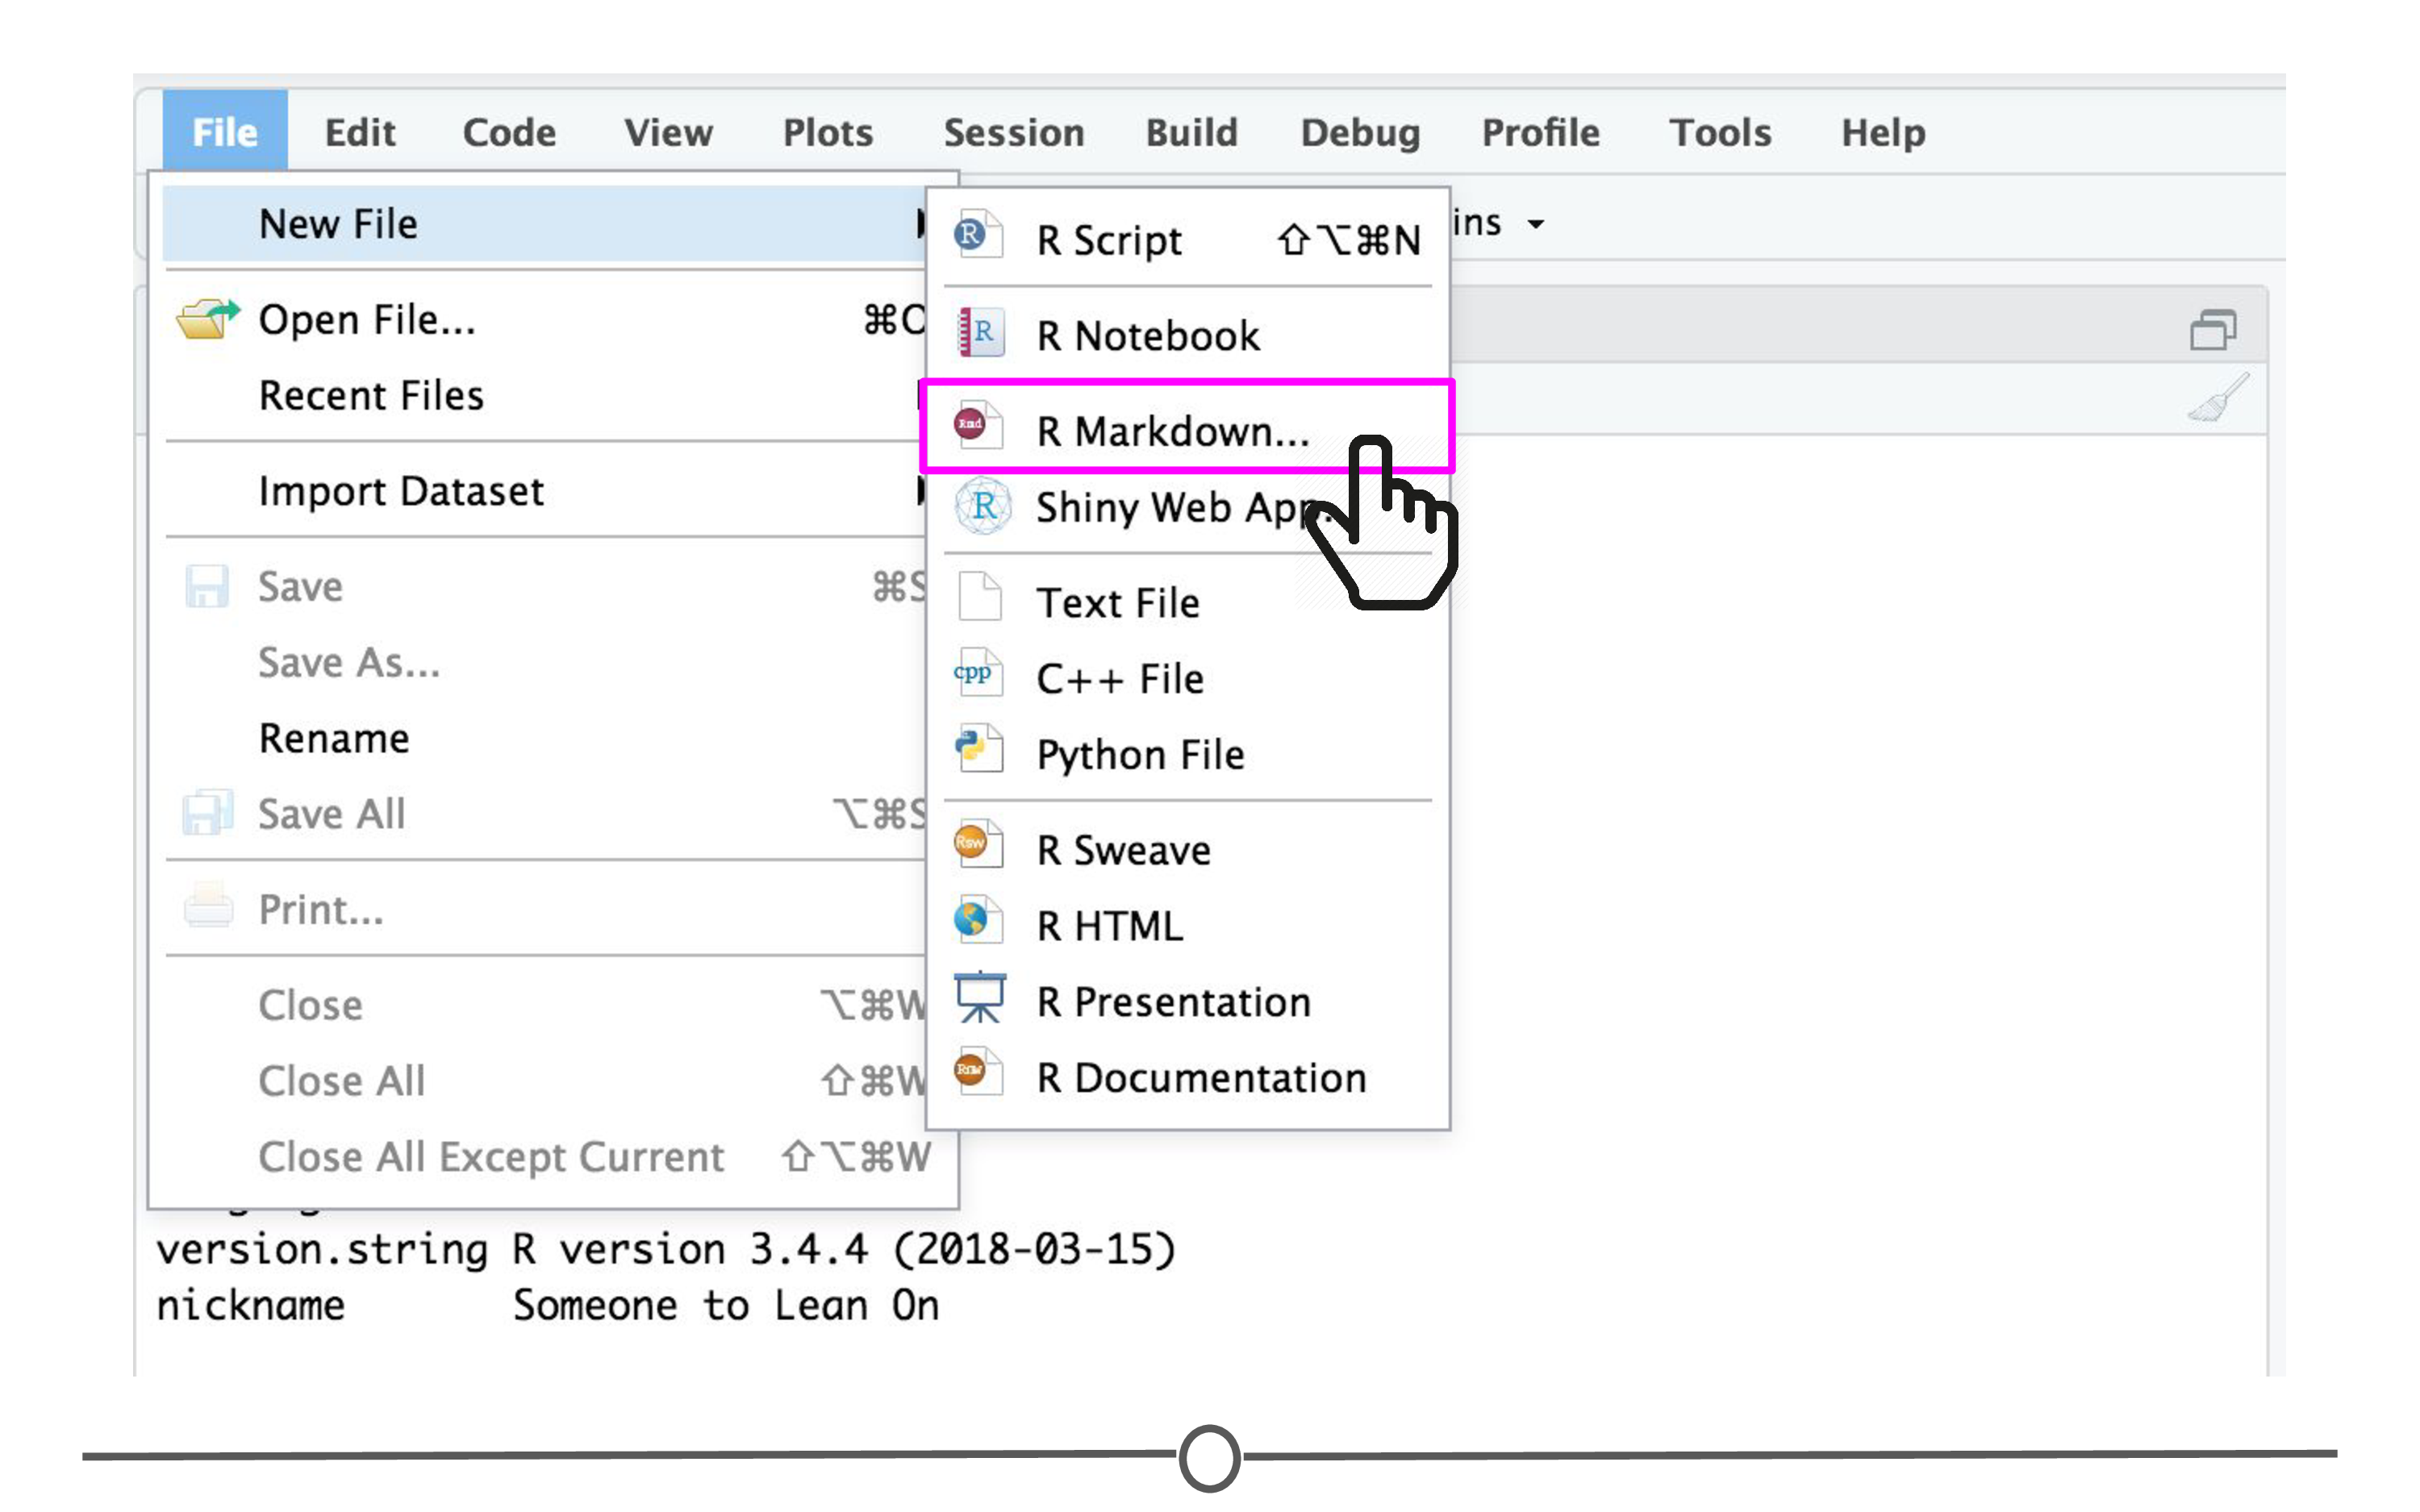 File Edit Code View Plots Session Build Debug Profile Tools Help
New File
Open File... ⌘O
Recent Files
Import Dataset
Save ⌘S
Save As...
Rename
Save All ⌥⌘S
Print...
Close ⌥⌘W
Close All ⇧⌘W
Close All Except Current ⇧⌥⌘W
R Script ⇧⌥⌘N
R Notebook
R Markdown...
Shiny Web App.
Text File
C++ File
Python File
R Sweave
R HTML
R Presentation
R Documentation
ins
R
R
Rmd
R
cpp
Rsw
version.string R version 3.4.4 (2018-03-15)
nickname Someone to Lean On